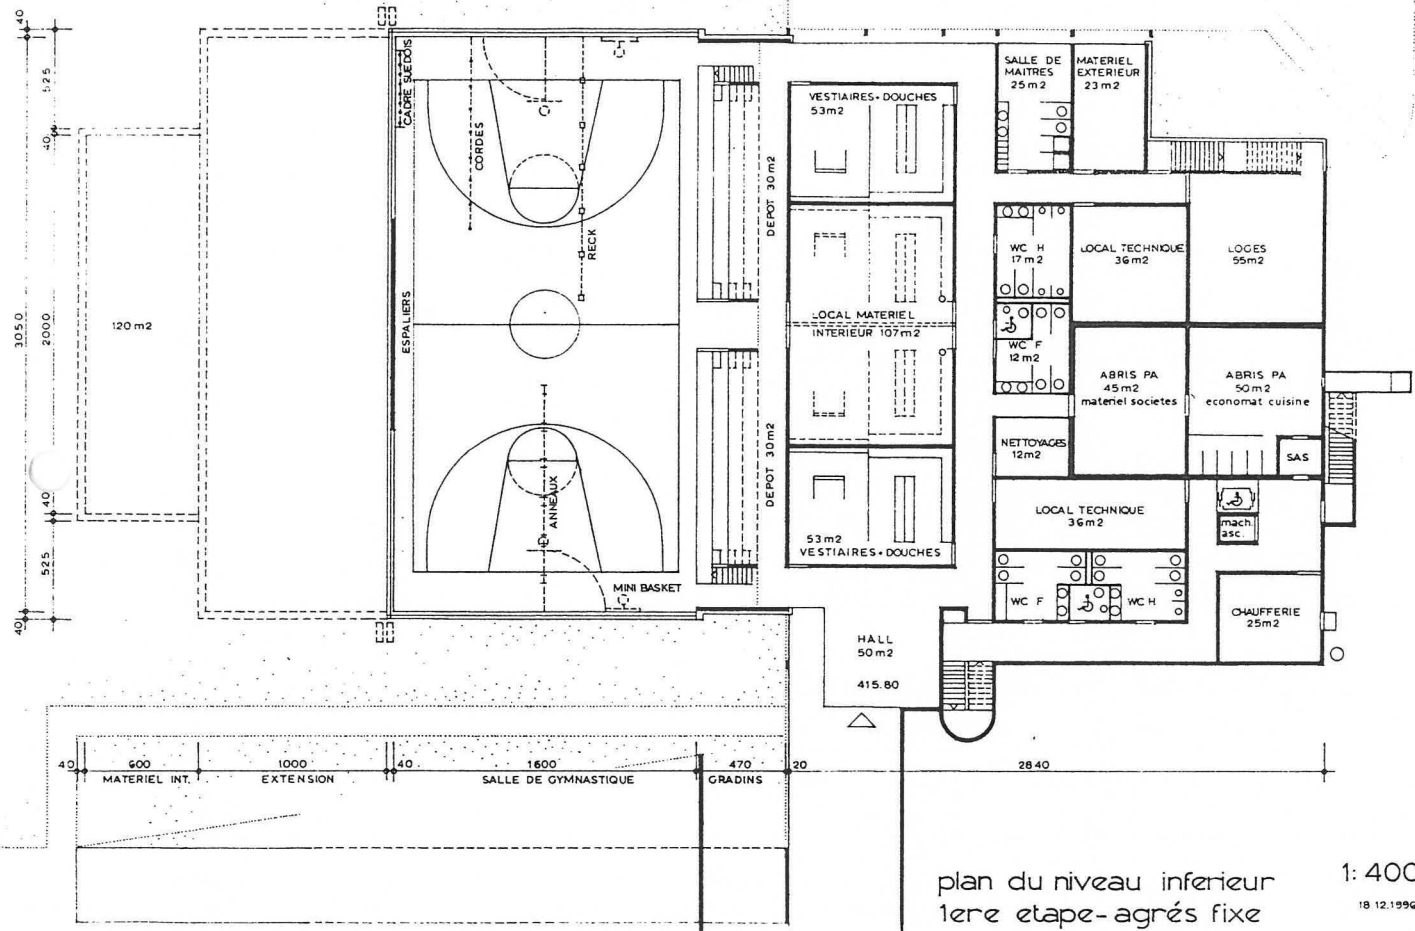 40
525
40
2000
3050
40
525
40
120 m2
CADRE SUEDOIS
CORDES
RECK
ESPALIERS
ANNEAUX
MINI BASKET
DEPOT 30m2
DEPOT 30m2
VESTIAIRES+DOUCHES
53m2
LOCAL MATERIEL
INTERIEUR 107m2
53m2
VESTIAIRES+DOUCHES
SALLE DE
MAITRES
25m2
MATERIEL
EXTERIEUR
23m2
WC H
17m2
LOCAL TECHNIQUE
36m2
LOGES
55m2
WC F
12m2
ABRIS PA
45m2
materiel societes
ABRIS PA
50m2
economat cuisine
NETTOYAGES
12m2
SAS
LOCAL TECHNIQUE
36m2
mach.
asc.
WC F
WC H
CHAUFFERIE
25m2
HALL
50m2
415.80
40 600 1000 40 1600 470 20 2840
MATERIEL INT. EXTENSION SALLE DE GYMNASTIQUE GRADINS
plan du niveau inferieur
1ere etape-agrés fixe
1:400
18 12.1996